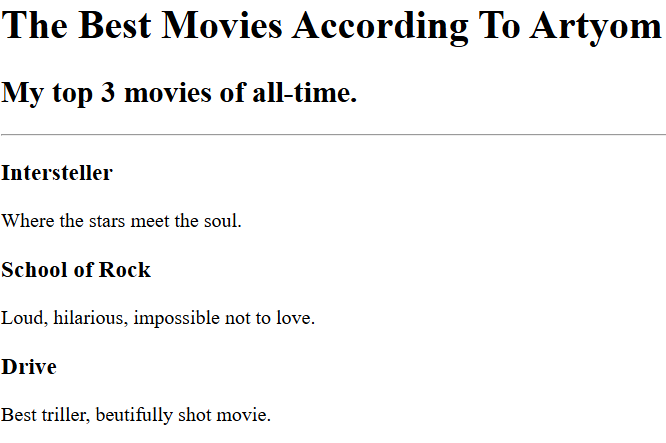 The Best Movies According To Artyom
My top 3 movies of all-time.
Intersteller
Where the stars meet the soul.
School of Rock
Loud, hilarious, impossible not to love.
Drive
Best triller, beutifully shot movie.